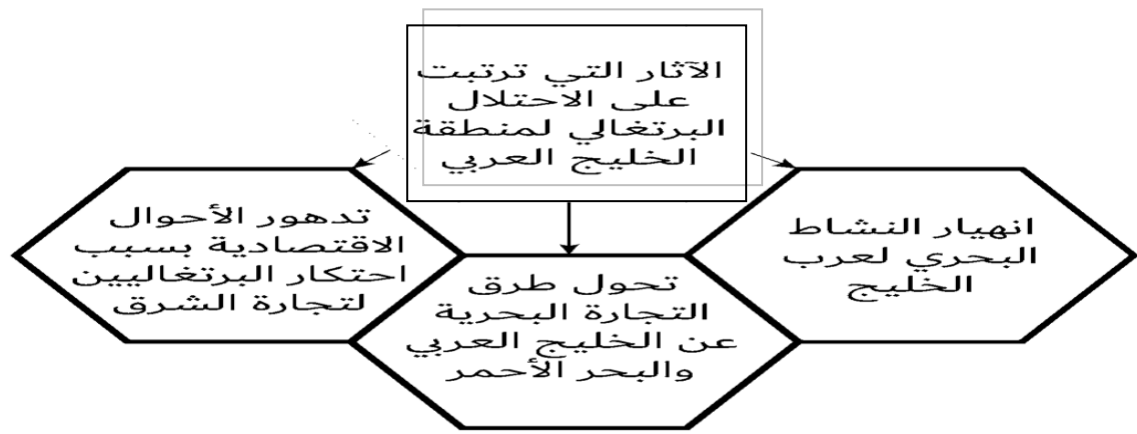 الآثار التي ترتبت
على الاحتلال
البرتغالي لمنطقة
الخليج العربي
انهيار النشاط
البحري لعرب
الخليج
تحول طرق
التجارة البحرية
عن الخليج العربي
والبحر الأحمر
تدهور الأحوال
الاقتصادية بسبب
احتكار البرتغاليين
لتجارة الشرق